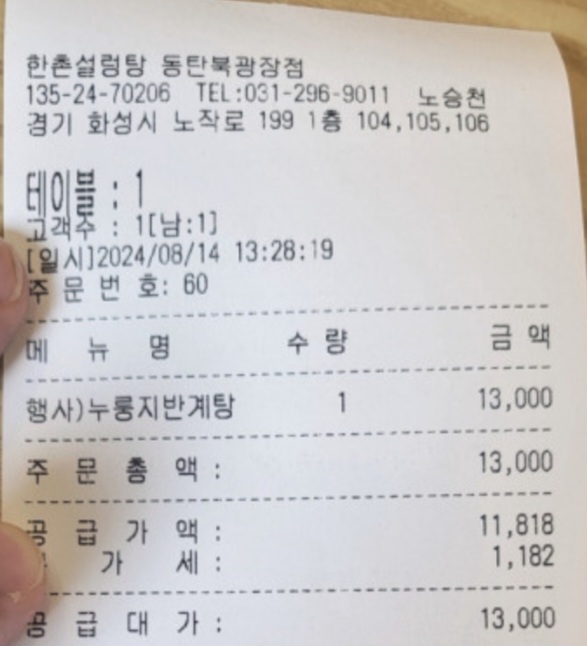 한촌설렁탕 동탄북광장점
135-24-70206 TEL:031-296-9011 노승천
경기 화성시 노작로 199 1층 104,105,106
테이블 : 1
고객수 : 1[남:1]
[일시]2024/08/14 13:28:19
주 문 번 호: 60
메 뉴 명 수 량 금 액
행사)누룽지반계탕 1 13,000
주 문 총 액 : 13,000
공 급 가 액 : 11,818
가 세 : 1,182
공 급 대 가 : 13,000